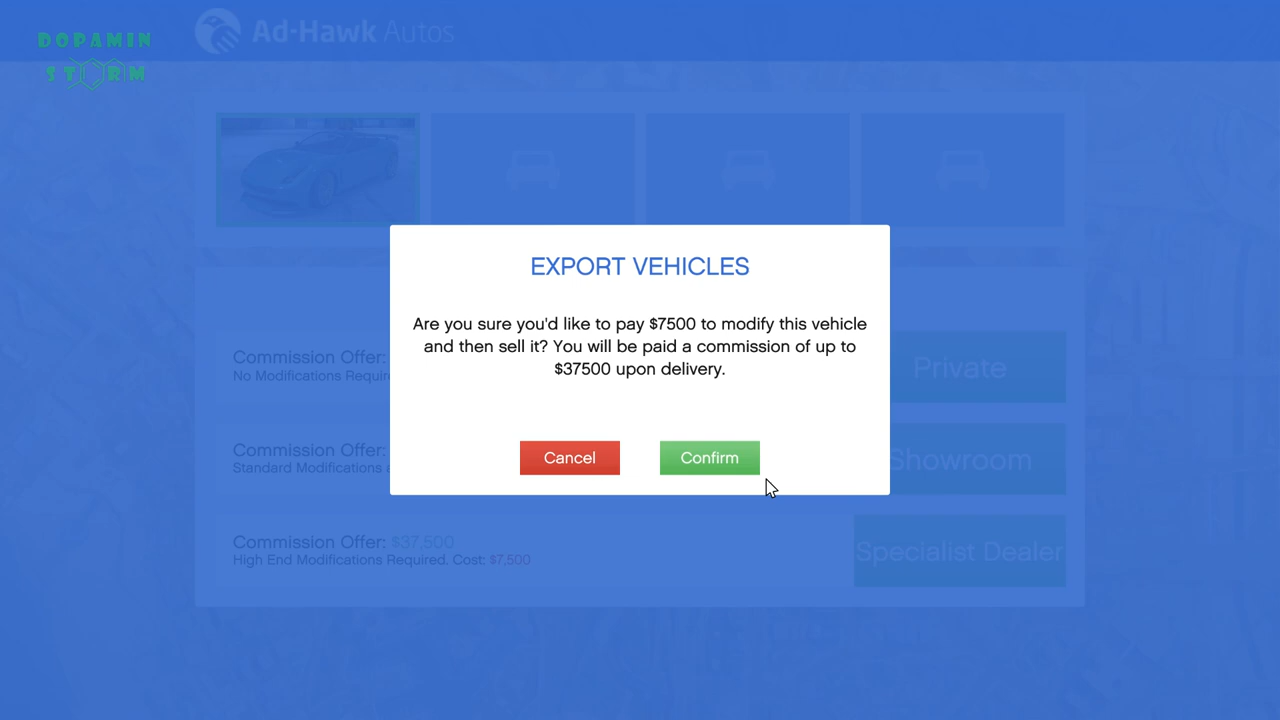 DOPAMIN
STORM
Ad-Hawk Autos
EXPORT VEHICLES
Are you sure you'd like to pay $7500 to modify this vehicle
and then sell it? You will be paid a commission of up to
$37500 upon delivery.
Cancel
Confirm
Commission Offer:
No Modifications
Private
Commission Offer:
Standard Modifications
Showroom
Commission Offer: $37,500
High End Modifications Required. Cost: $7,500
Specialist Dealer